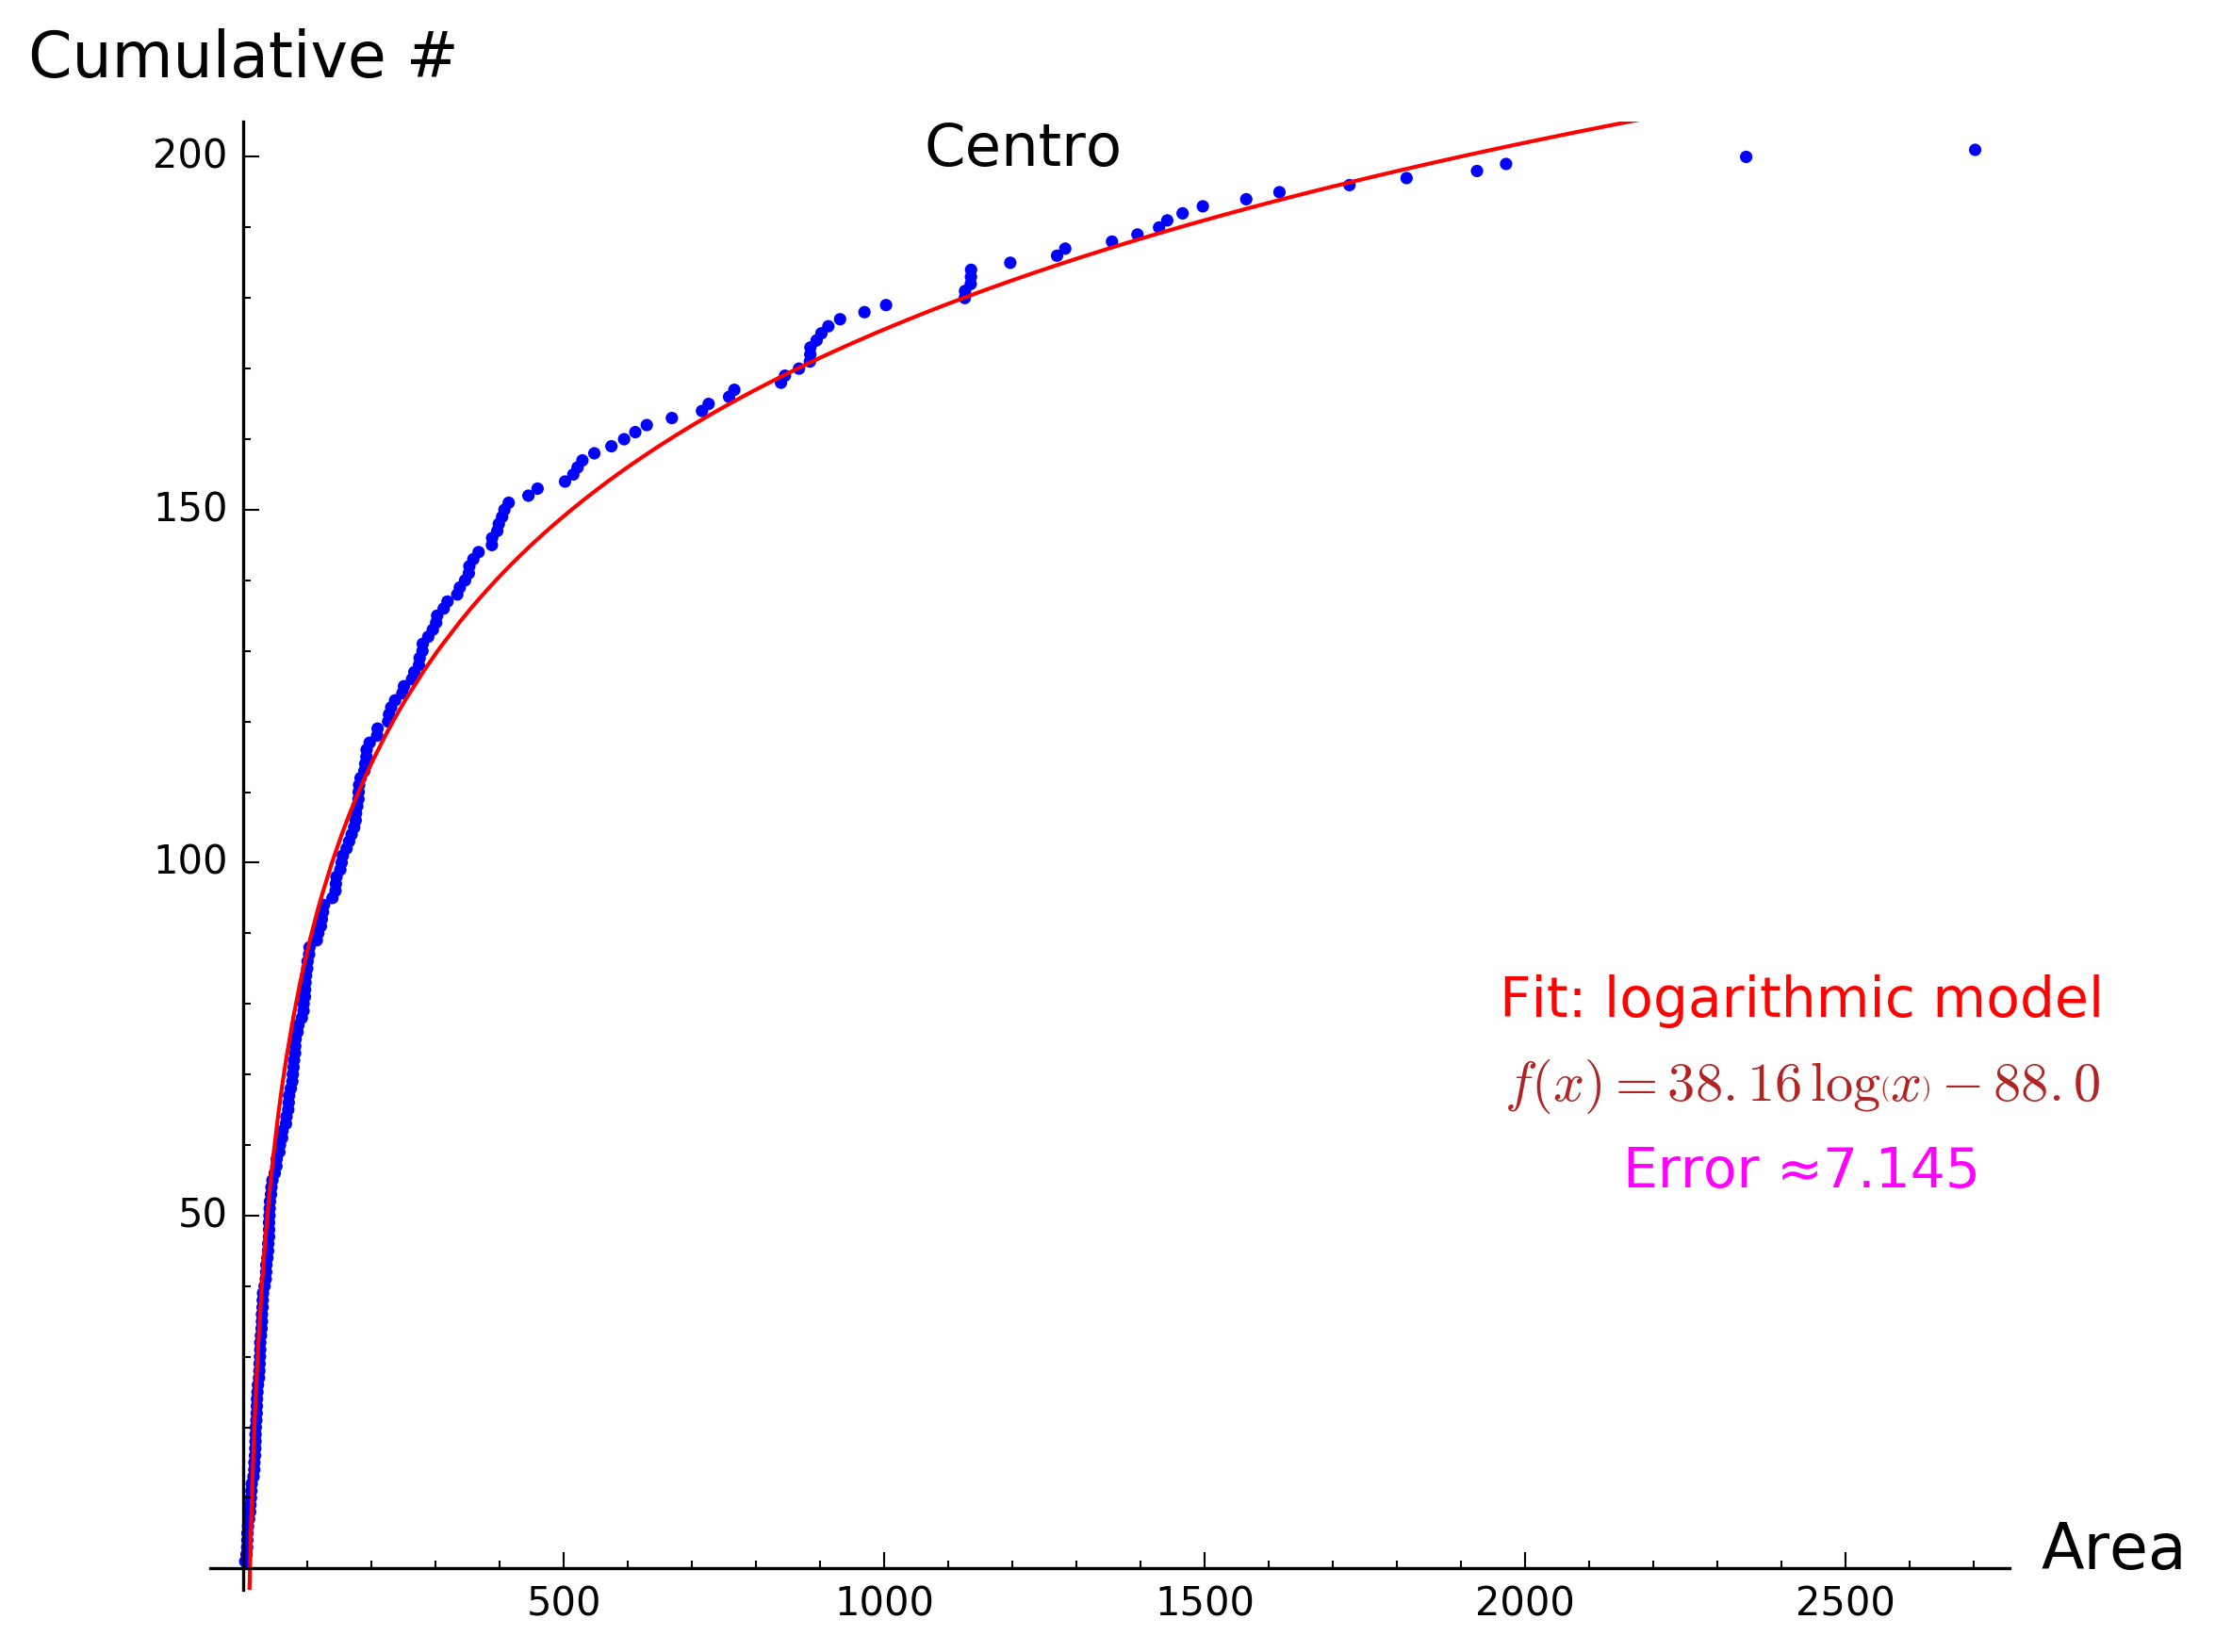 Cumulative #
Centro
200
150
100
50
Fit: logarithmic model
f(x) = 38.16 log(x) − 88.0
Error ≈7.145
Area
500 1000 1500 2000 2500